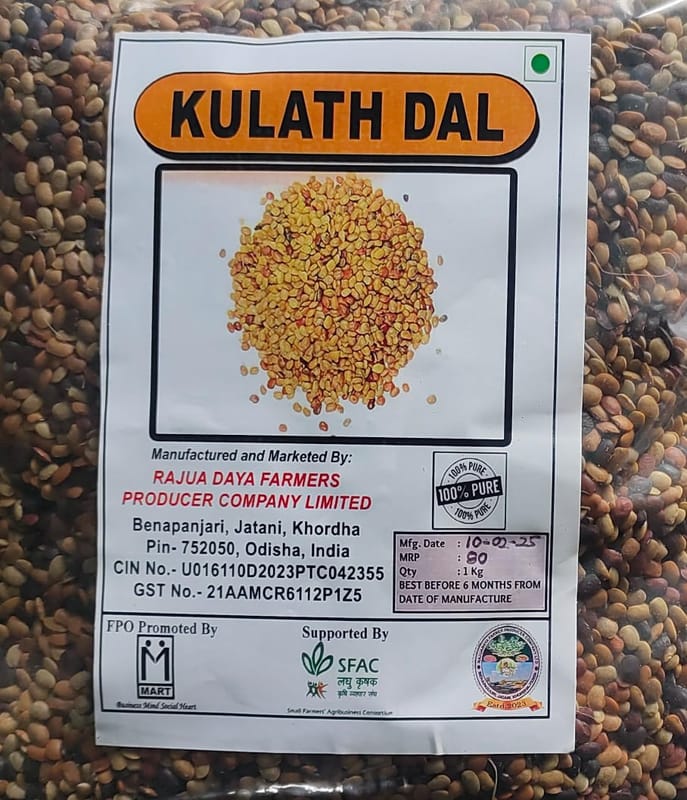 KULATH DAL
Manufactured and Marketed By:
RAJUA DAYA FARMERS
PRODUCER COMPANY LIMITED
Benapanjari, Jatani, Khordha
Pin- 752050, Odisha, India
CIN No.- U016110D2023PTC042355
GST No.- 21AAMCR6112P1Z5
100% PURE
100% PURE
100% PURE
Mfg. Date : 10-02-25
MRP : 80
Qty : 1 Kg
BEST BEFORE 6 MONTHS FROM
DATE OF MANUFACTURE
FPO Promoted By
MART
Business Mind Social Heart
Supported By
SFAC
लघु कृषक
कृषि व्यापार संघ
Small Farmers' Agribusiness Consortium
Estd.2023